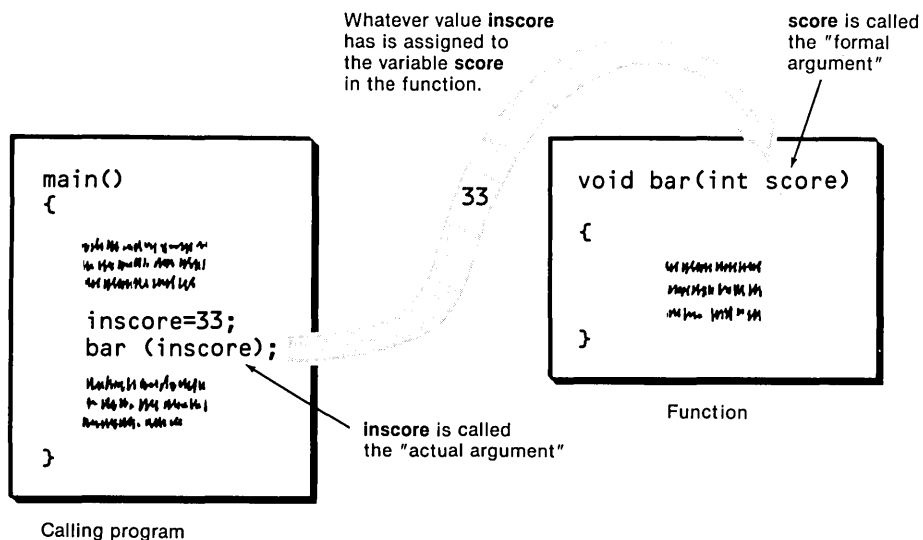 Whatever value inscore
has is assigned to
the variable score
in the function.
score is called
the "formal
argument"
main()
{
inscore=33;
bar (inscore);
}
33
void bar(int score)
{
}
Function
inscore is called
the "actual argument"
Calling program